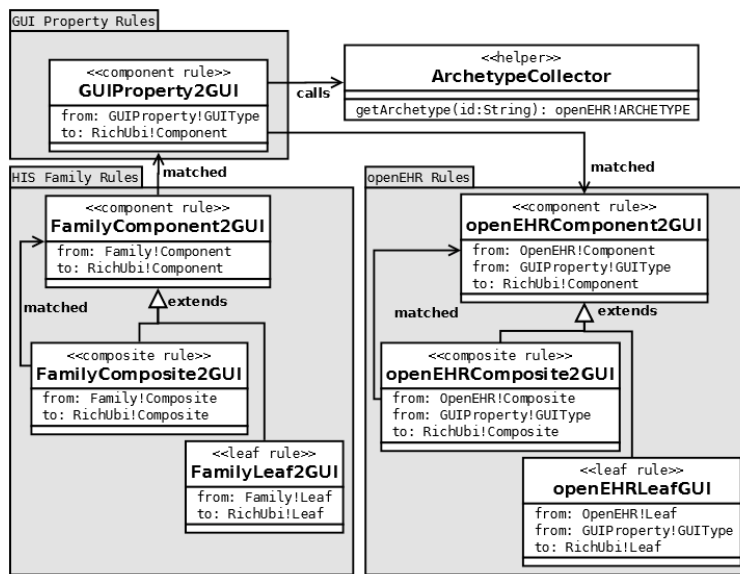 GUI Property Rules
<<component rule>>
GUIProperty2GUI
from: GUIProperty!GUIType
to: RichUbi!Component
calls
<<helper>>
ArchetypeCollector
getArchetype(id:String): openEHR!ARCHETYPE
matched
matched
HIS Family Rules
<<component rule>>
FamilyComponent2GUI
from: Family!Component
to: RichUbi!Component
matched
extends
<<composite rule>>
FamilyComposite2GUI
from: Family!Composite
to: RichUbi!Composite
<<leaf rule>>
FamilyLeaf2GUI
from: Family!Leaf
to: RichUbi!Leaf
openEHR Rules
<<component rule>>
openEHRComponent2GUI
from: OpenEHR!Component
from: GUIProperty!GUIType
to: RichUbi!Component
matched
extends
<<composite rule>>
openEHRComposite2GUI
from: OpenEHR!Composite
from: GUIProperty!GUIType
to: RichUbi!Composite
<<leaf rule>>
openEHRLeafGUI
from: OpenEHR!Leaf
from: GUIProperty!GUIType
to: RichUbi!Leaf